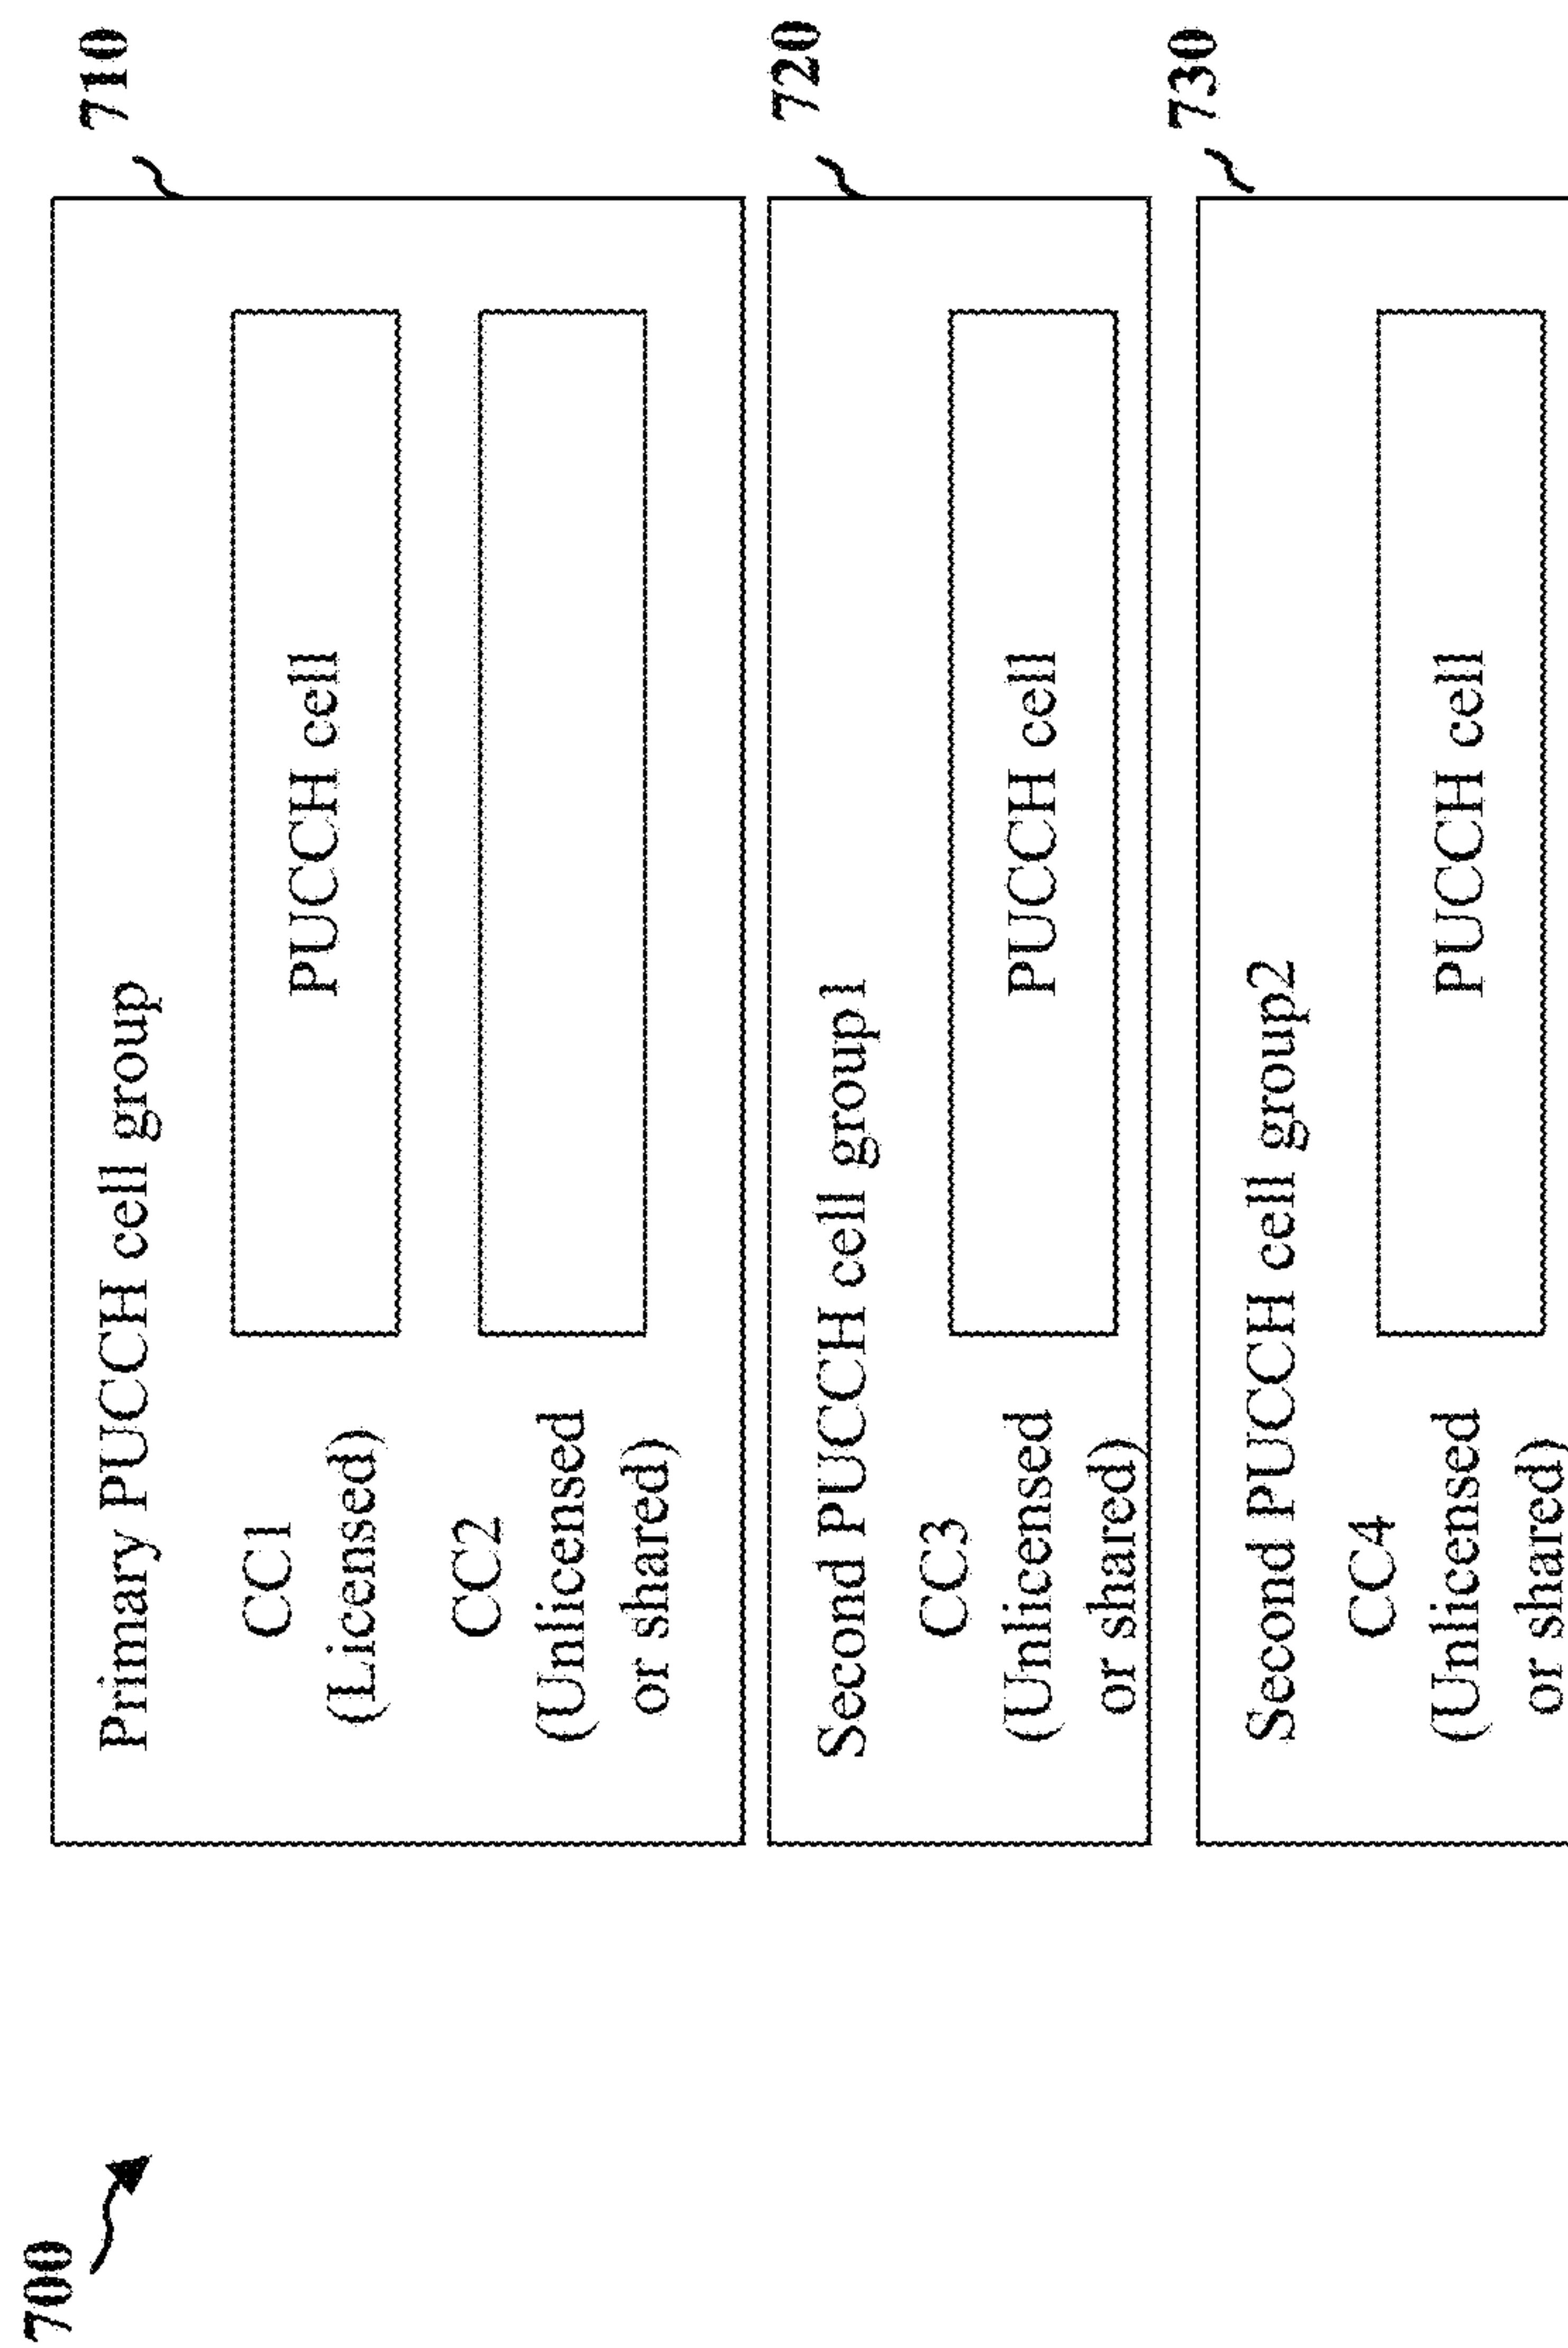 700
710
Primary PUCCH cell group
CC1
(Licensed)
PUCCH cell
CC2
(Unlicensed
or shared)
720
Second PUCCH cell group1
CC3
(Unlicensed
or shared)
PUCCH cell
730
Second PUCCH cell group2
CC4
(Unlicensed
or shared)
PUCCH cell